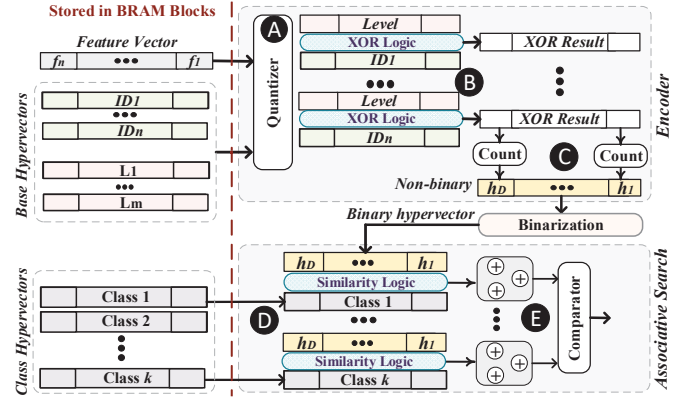 Stored in BRAM Blocks
Feature Vector
fn ••• f1
Base Hypervectors
ID1
•••
IDn
L1
•••
Lm
Class Hypervectors
Class 1
Class 2
•••
Class k
A
Quantizer
Level
XOR Logic
ID1
•••
Level
XOR Logic
IDn
B
XOR Result
•••
XOR Result
Encoder
Count
C
Count
Non-binary
hD ••• h1
Binary hypervector
Binarization
D
hD ••• h1
Similarity Logic
Class 1
•••
hD ••• h1
Similarity Logic
Class k
+ + +
•••
E
+ + +
Comparator
Associative Search